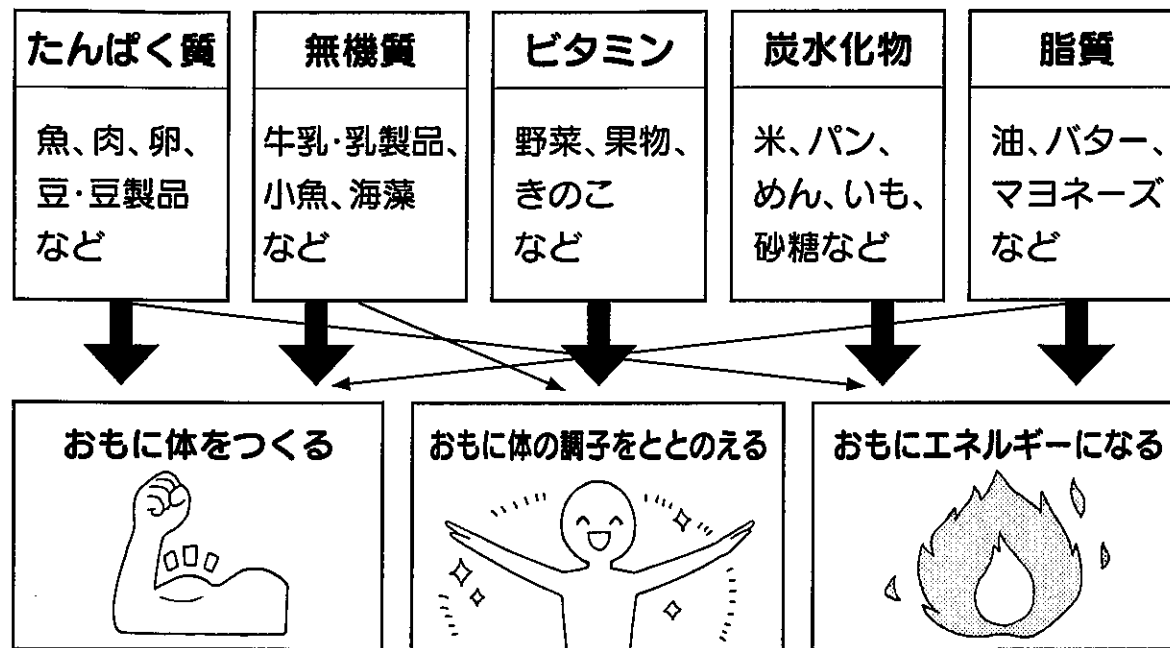 たんぱく質
魚、肉、卵、
豆・豆製品
など
無機質
牛乳・乳製品、
小魚、海藻
など
ビタミン
野菜、果物、
きのこ
など
炭水化物
米、パン、
めん、いも、
砂糖など
脂質
油、バター、
マヨネーズ
など
おもに体をつくる
おもに体の調子をととのえる
おもにエネルギーになる